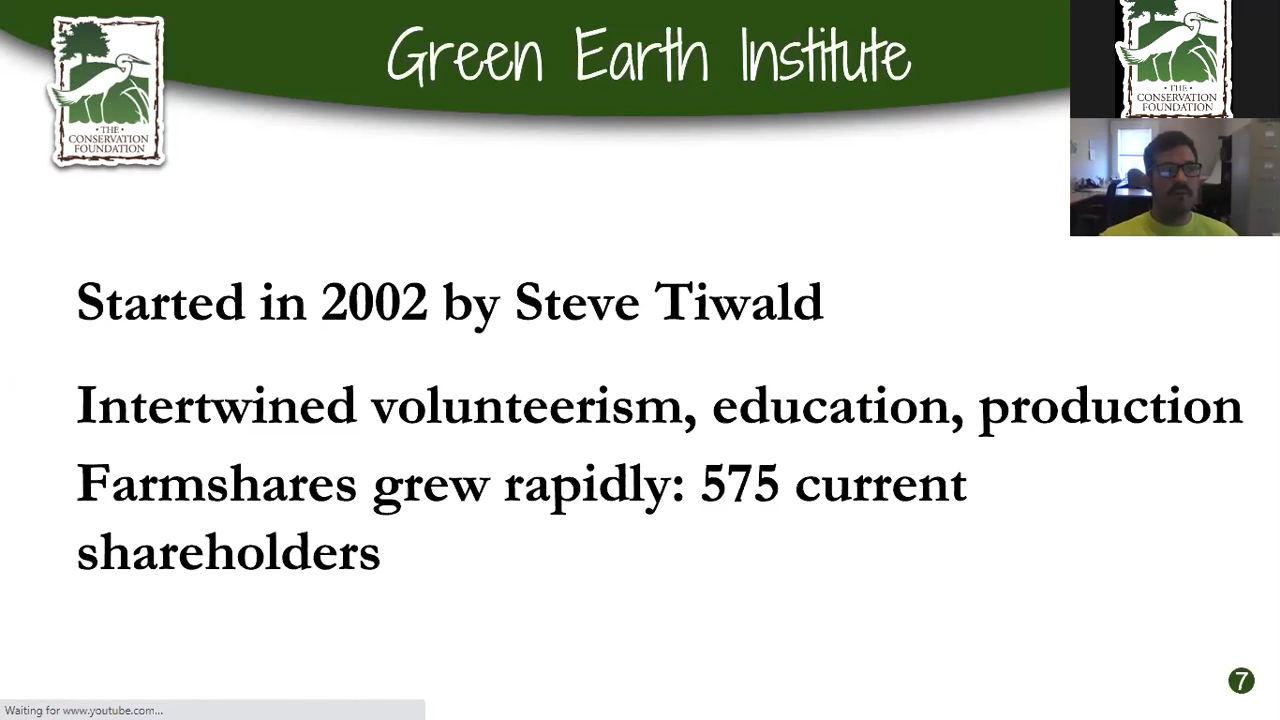 Green Earth Institute
· THE ·
CONSERVATION
FOUNDATION
· THE ·
CONSERVATION
FOUNDATION
Started in 2002 by Steve Tiwald
Intertwined volunteerism, education, production
Farmshares grew rapidly: 575 current
shareholders
7
Waiting for www.youtube.com...